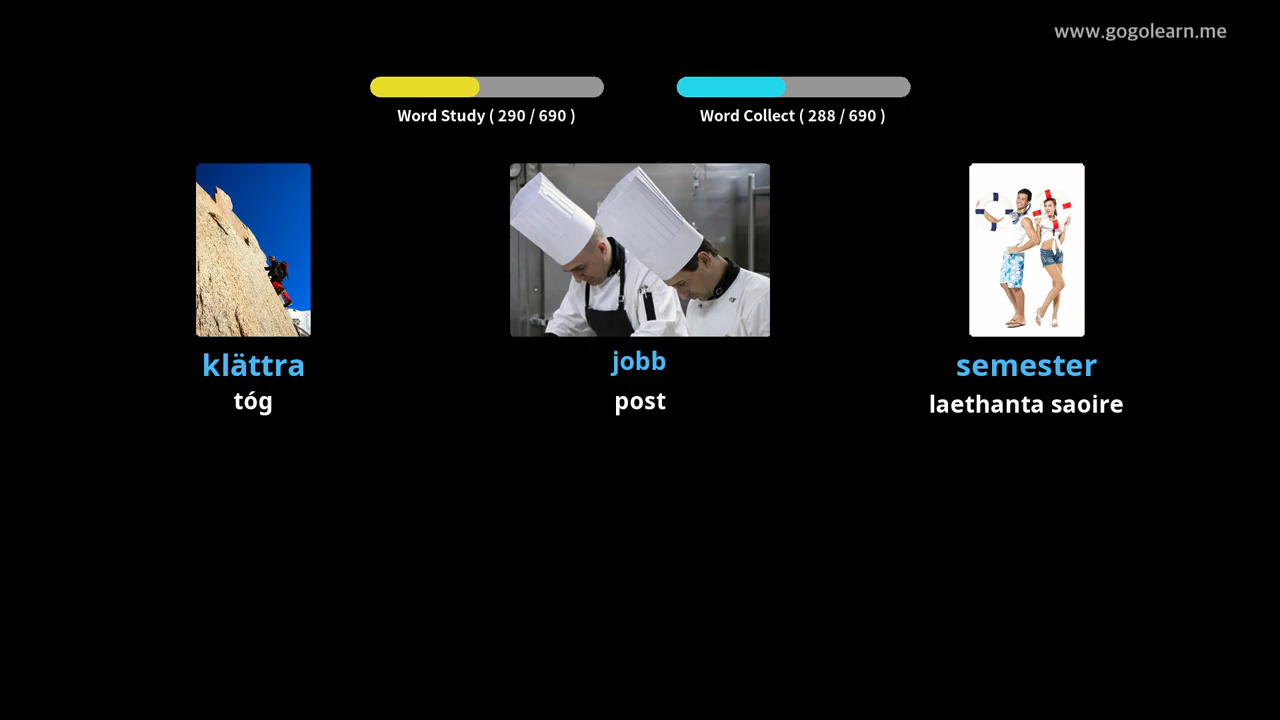 www.gogolearn.me
Word Study ( 290 / 690 )
Word Collect ( 288 / 690 )
klättra
jobb
semester
tóg
post
laethanta saoire